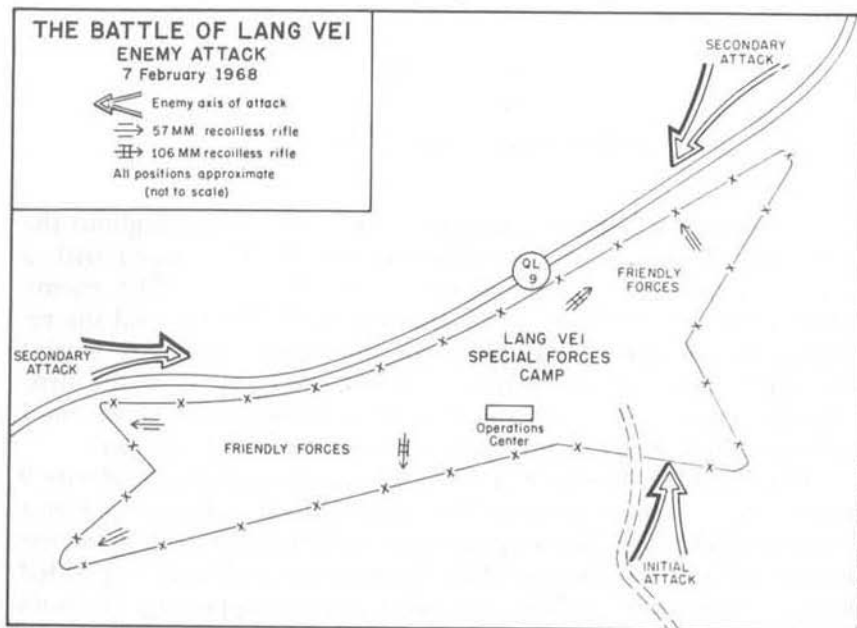 THE BATTLE OF LANG VEI
ENEMY ATTACK
7 February 1968
Enemy axis of attack
57 MM recoilless rifle
106 MM recoilless rifle
All positions approximate
(not to scale)
SECONDARY
ATTACK
QL
9
FRIENDLY
FORCES
LANG VEI
SPECIAL FORCES
CAMP
SECONDARY
ATTACK
Operations
Center
FRIENDLY FORCES
INITIAL
ATTACK